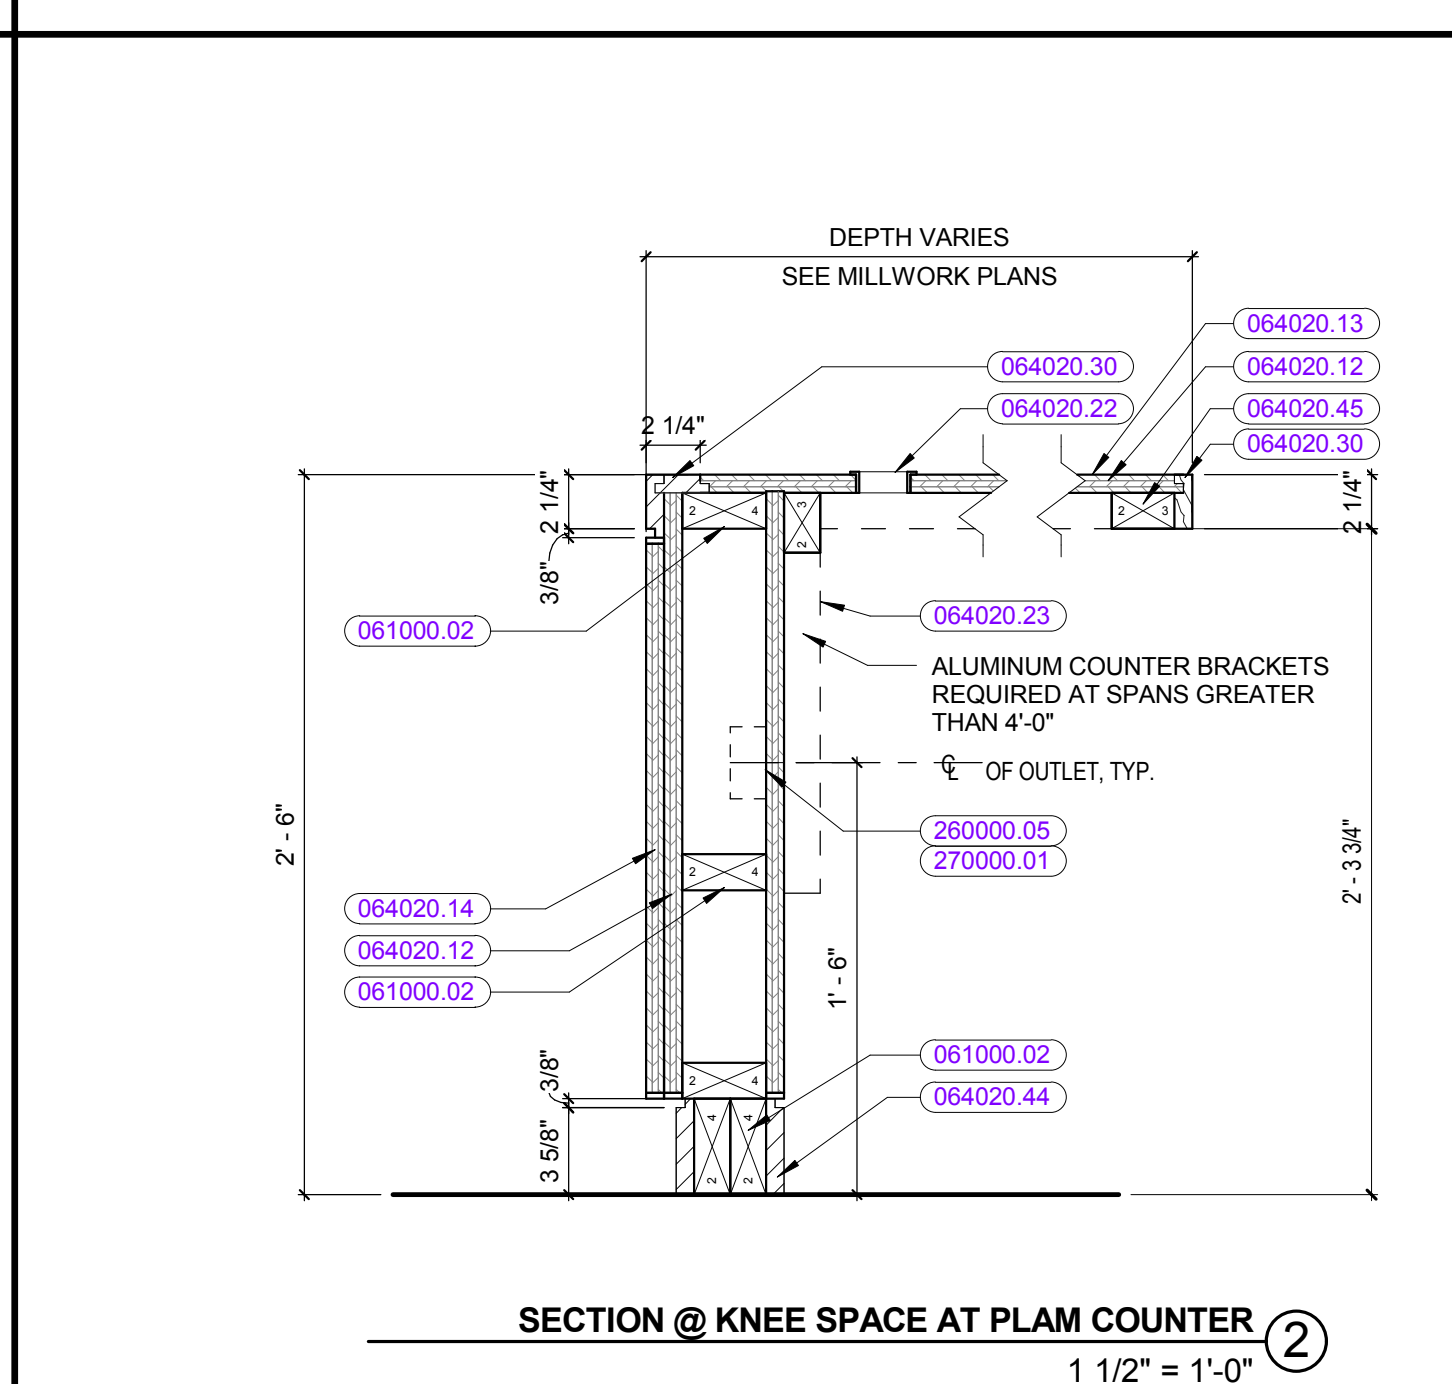 DEPTH VARIES
SEE MILLWORK PLANS
064020.13
064020.30
064020.12
064020.22
064020.45
2 1/4"
064020.30
2 1/4"
2 1/4"
2 4
3
2
2 3
3/8"
061000.02
064020.23
ALUMINUM COUNTER BRACKETS
REQUIRED AT SPANS GREATER
THAN 4'-0"
℄ OF OUTLET, TYP.
2' - 6"
260000.05
270000.01
2' - 3 3/4"
2 4
064020.14
064020.12
061000.02
1' - 6"
061000.02
3/8"
2 4
064020.44
3 5/8"
4 4
2 2
SECTION @ KNEE SPACE AT PLAM COUNTER
2
1 1/2" = 1'-0"